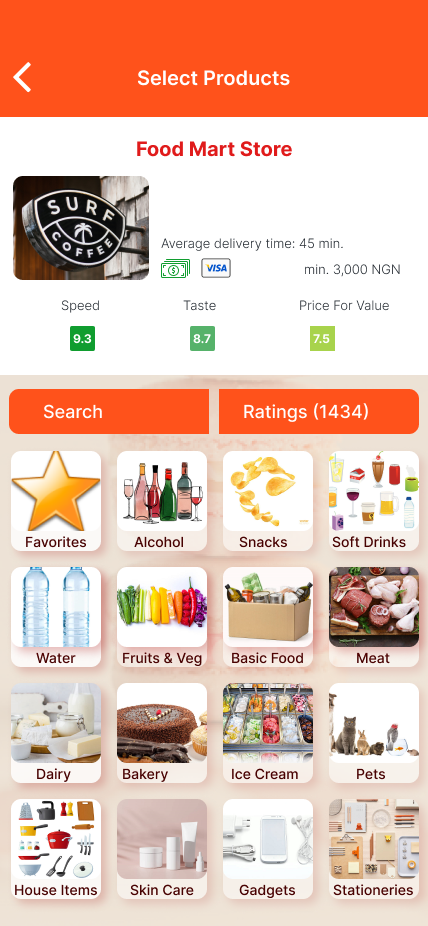 Select Products
Food Mart Store
SURF
COFFEE
Average delivery time: 45 min.
VISA
min. 3,000 NGN
Speed
Taste
Price For Value
9.3
8.7
7.5
Search
Ratings (1434)
Favorites
Alcohol
Snacks
Soft Drinks
Water
Fruits & Veg
Basic Food
Meat
Dairy
Bakery
Ice Cream
Pets
House Items
Skin Care
Gadgets
Stationeries